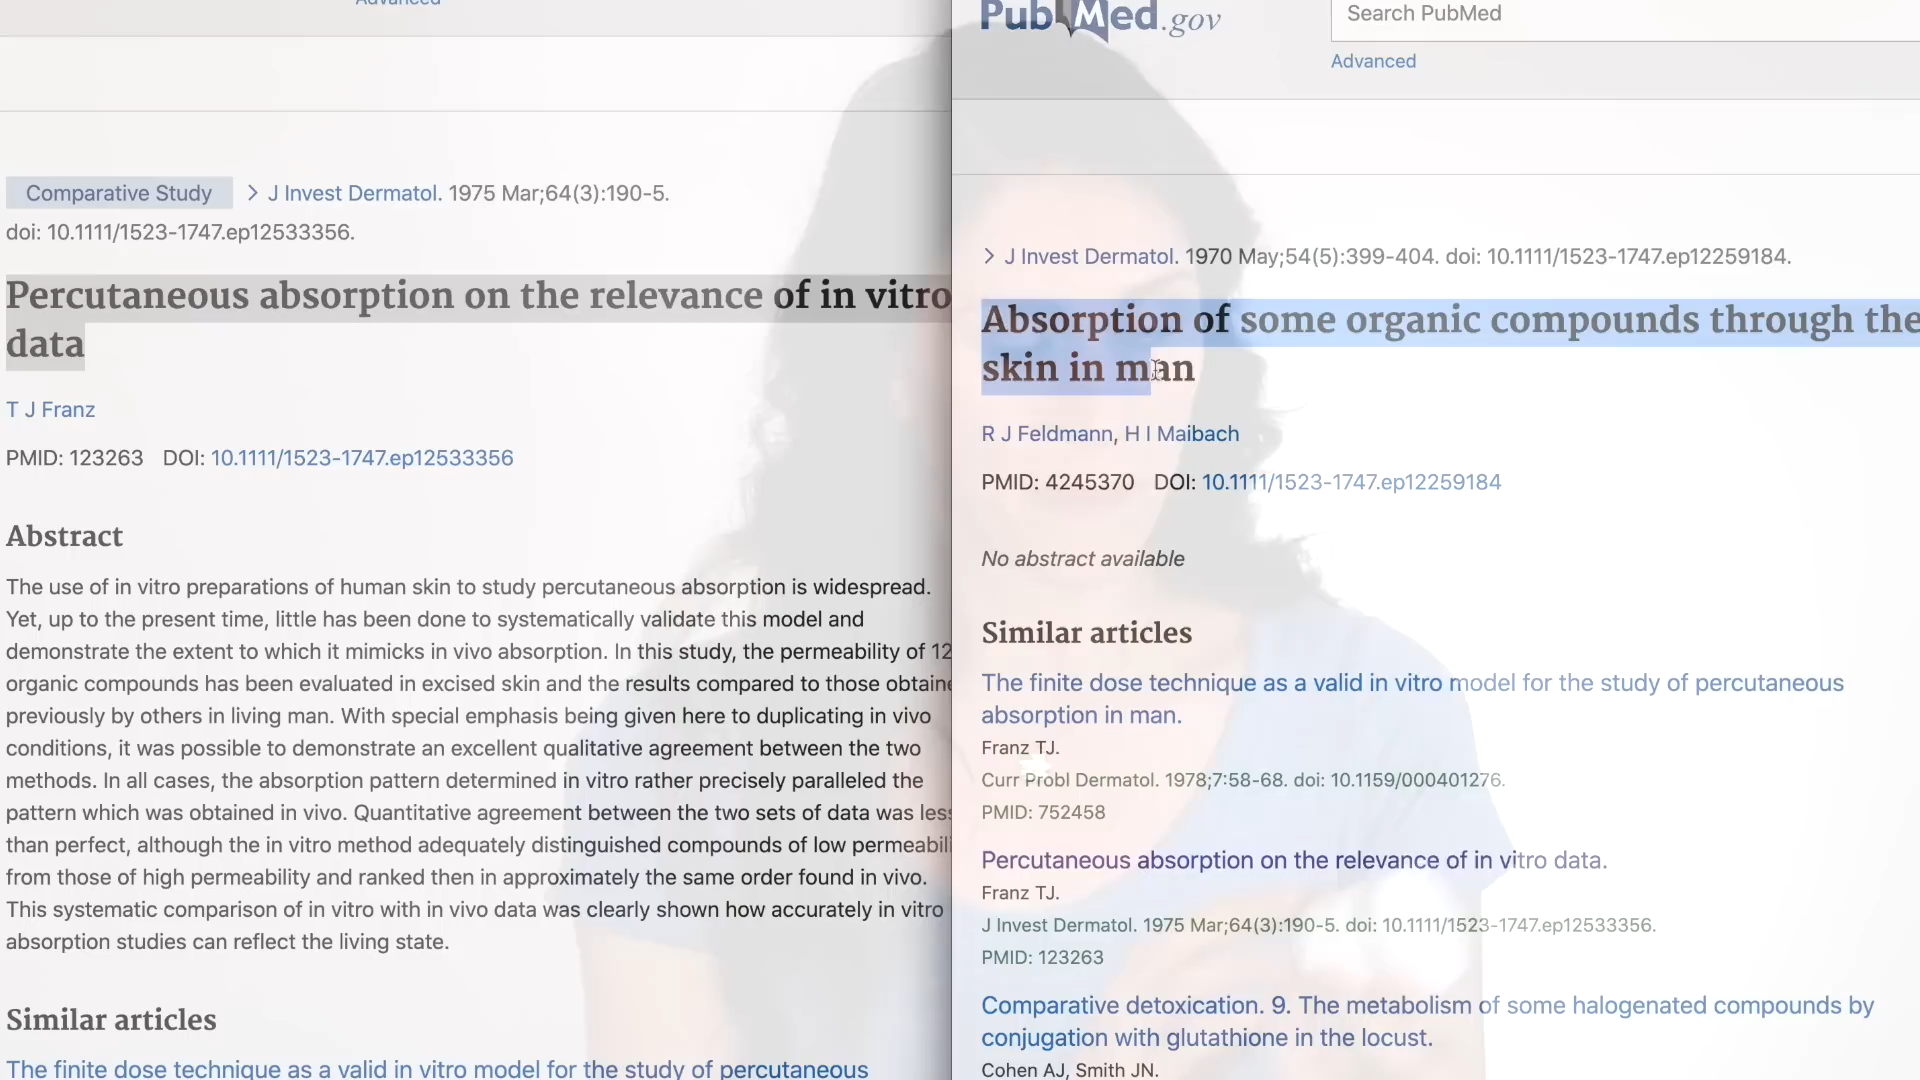 Advanced
Comparative Study > J Invest Dermatol. 1975 Mar;64(3):190-5.
doi: 10.1111/1523-1747.ep12533356.
Percutaneous absorption on the relevance of in vitro
data
T J Franz
PMID: 123263 DOI: 10.1111/1523-1747.ep12533356
Abstract
The use of in vitro preparations of human skin to study percutaneous absorption is widespread.
Yet, up to the present time, little has been done to systematically validate this model and
demonstrate the extent to which it mimicks in vivo absorption. In this study, the permeability of 12
organic compounds has been evaluated in excised skin and the results compared to those obtaine
previously by others in living man. With special emphasis being given here to duplicating in vivo
conditions, it was possible to demonstrate an excellent qualitative agreement between the two
methods. In all cases, the absorption pattern determined in vitro rather precisely paralleled the
pattern which was obtained in vivo. Quantitative agreement between the two sets of data was less
than perfect, although the in vitro method adequately distinguished compounds of low permeabili
from those of high permeability and ranked then in approximately the same order found in vivo.
This systematic comparison of in vitro with in vivo data was clearly shown how accurately in vitro
absorption studies can reflect the living state.
Similar articles
The finite dose technique as a valid in vitro model for the study of percutaneous
PubMed.gov
Search PubMed
Advanced
> J Invest Dermatol. 1970 May;54(5):399-404. doi: 10.1111/1523-1747.ep12259184.
Absorption of some organic compounds through the
skin in man
R J Feldmann, H I Maibach
PMID: 4245370 DOI: 10.1111/1523-1747.ep12259184
No abstract available
Similar articles
The finite dose technique as a valid in vitro model for the study of percutaneous
absorption in man.
Franz TJ.
Curr Probl Dermatol. 1978;7:58-68. doi: 10.1159/000401276.
PMID: 752458
Percutaneous absorption on the relevance of in vitro data.
Franz TJ.
J Invest Dermatol. 1975 Mar;64(3):190-5. doi: 10.1111/1523-1747.ep12533356.
PMID: 123263
Comparative detoxication. 9. The metabolism of some halogenated compounds by
conjugation with glutathione in the locust.
Cohen AJ, Smith JN.